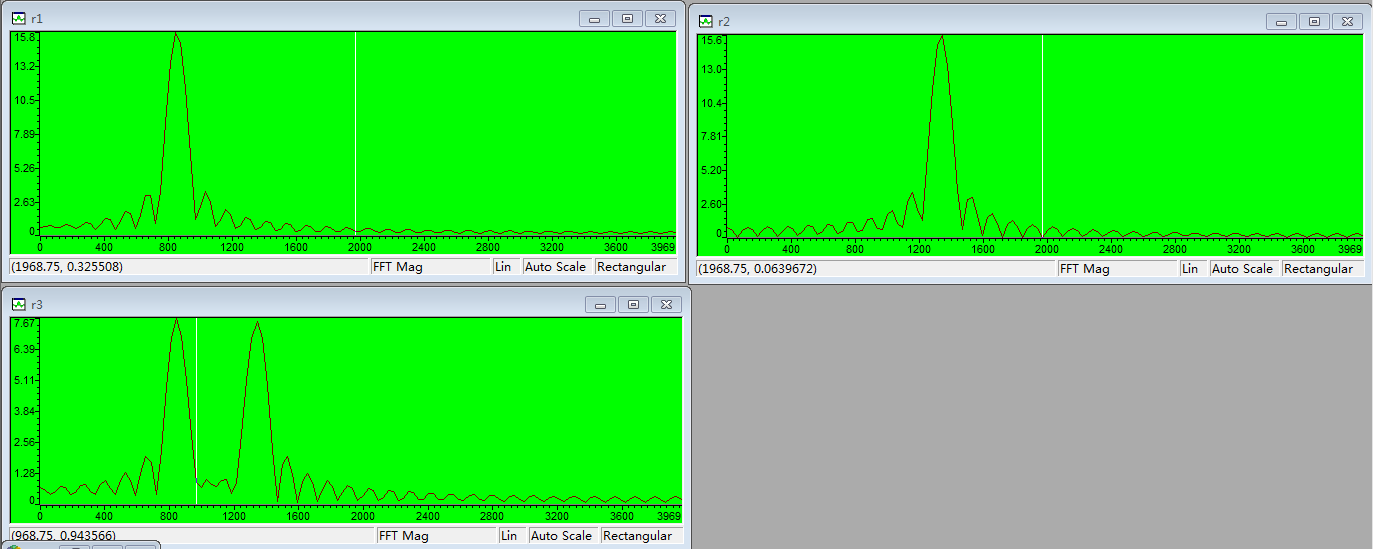 r1
15.8
13.2
10.5
7.89
5.26
2.63
0
0 400 800 1200 1600 2000 2400 2800 3200 3600 3969
(1968.75, 0.325508) FFT Mag Lin Auto Scale Rectangular
r2
15.6
13.0
10.4
7.81
5.20
2.60
0
0 400 800 1200 1600 2000 2400 2800 3200 3600 3969
(1968.75, 0.0639672) FFT Mag Lin Auto Scale Rectangular
r3
7.67
6.39
5.11
3.84
2.56
1.28
0
0 400 800 1200 1600 2000 2400 2800 3200 3600 3969
(968.75, 0.943566) FFT Mag Lin Auto Scale Rectangular